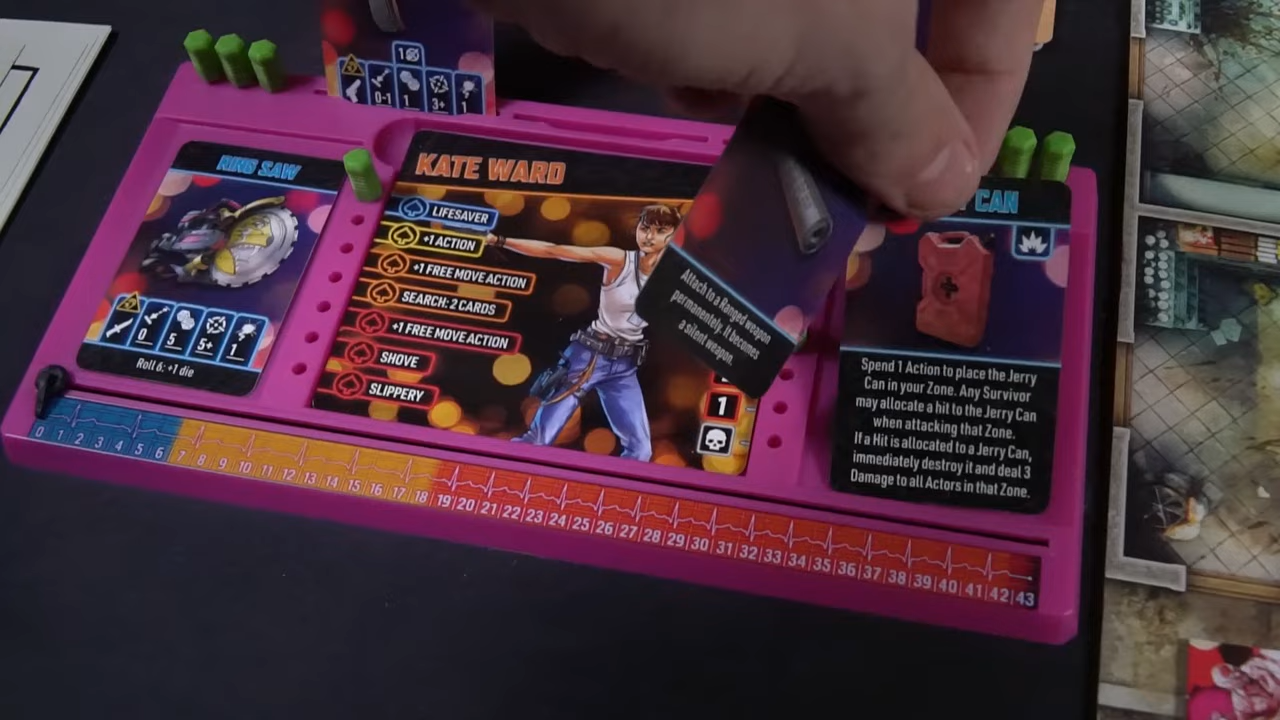 1
0-1 1 3+ 1
RING SAW
0 5 5+ 1
Roll 6: +1 die
KATE WARD
LIFESAVER
+1 ACTION
+1 FREE MOVE ACTION
SEARCH: 2 CARDS
+1 FREE MOVE ACTION
SHOVE
SLIPPERY
1
Attach to a Ranged weapon
permanently. It becomes
a silent weapon.
CAN
Spend 1 Action to place the Jerry
Can in your Zone. Any Survivor
may allocate a hit to the Jerry Can
when attacking that Zone.
If a Hit is allocated to a Jerry Can,
immediately destroy it and deal 3
Damage to all Actors in that Zone.
0 1 2 3 4 5 6 7 8 9 10 11 12 13 14 15 16 17 18 19 20 21 22 23 24 25 26 27 28 29 30 31 32 33 34 35 36 37 38 39 40 41 42 43